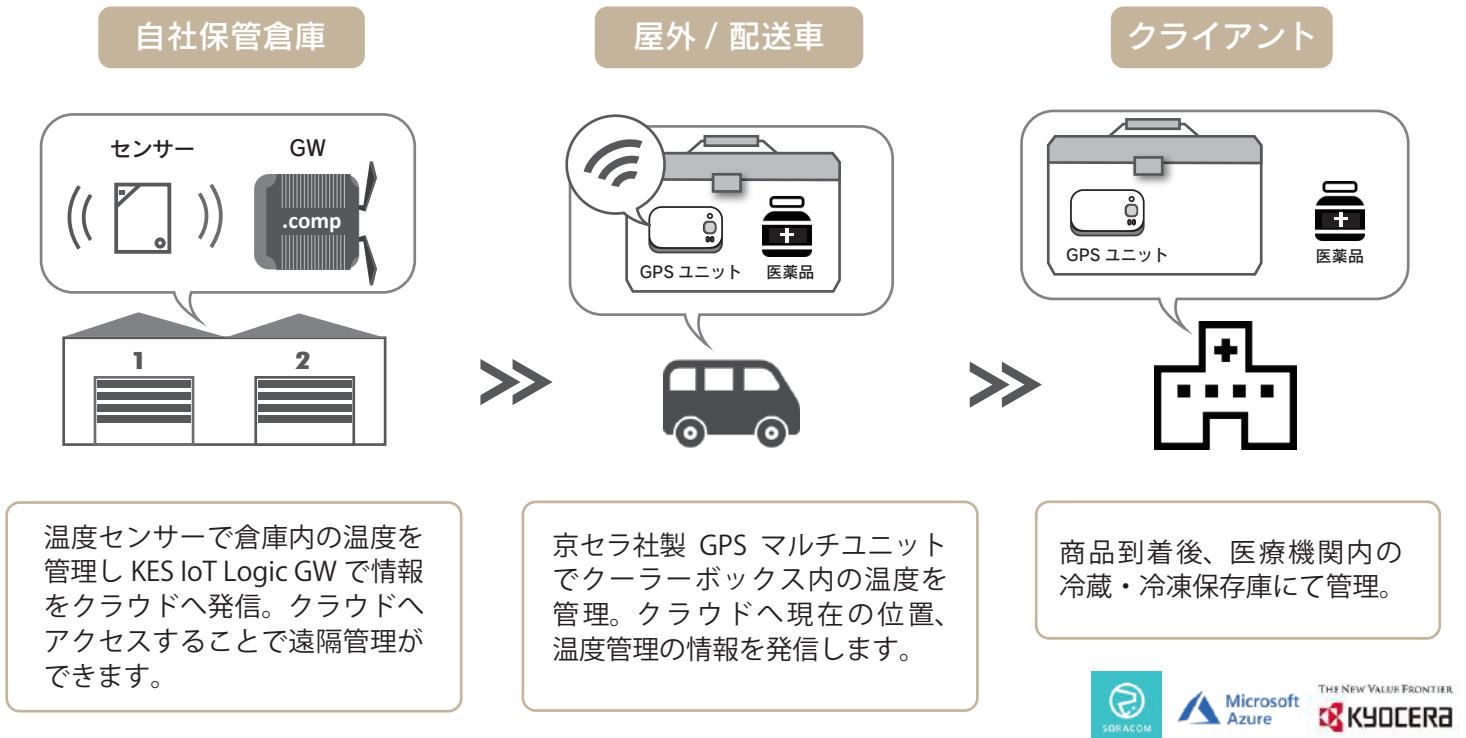 自社保管倉庫
屋外 / 配送車
クライアント
センサー
GW
.comp
1
2
GPS ユニット
医薬品
GPS ユニット
医薬品
温度センサーで倉庫内の温度を
管理し KES IoT Logic GW で情報
をクラウドへ発信。クラウドへ
アクセスすることで遠隔管理が
できます。
京セラ社製 GPS マルチユニット
でクーラーボックス内の温度を
管理。クラウドへ現在の位置、
温度管理の情報を発信します。
商品到着後、医療機関内の
冷蔵・冷凍保存庫にて管理。
SORACOM
Microsoft
Azure
THE NEW VALUE FRONTIER
KYOCERA